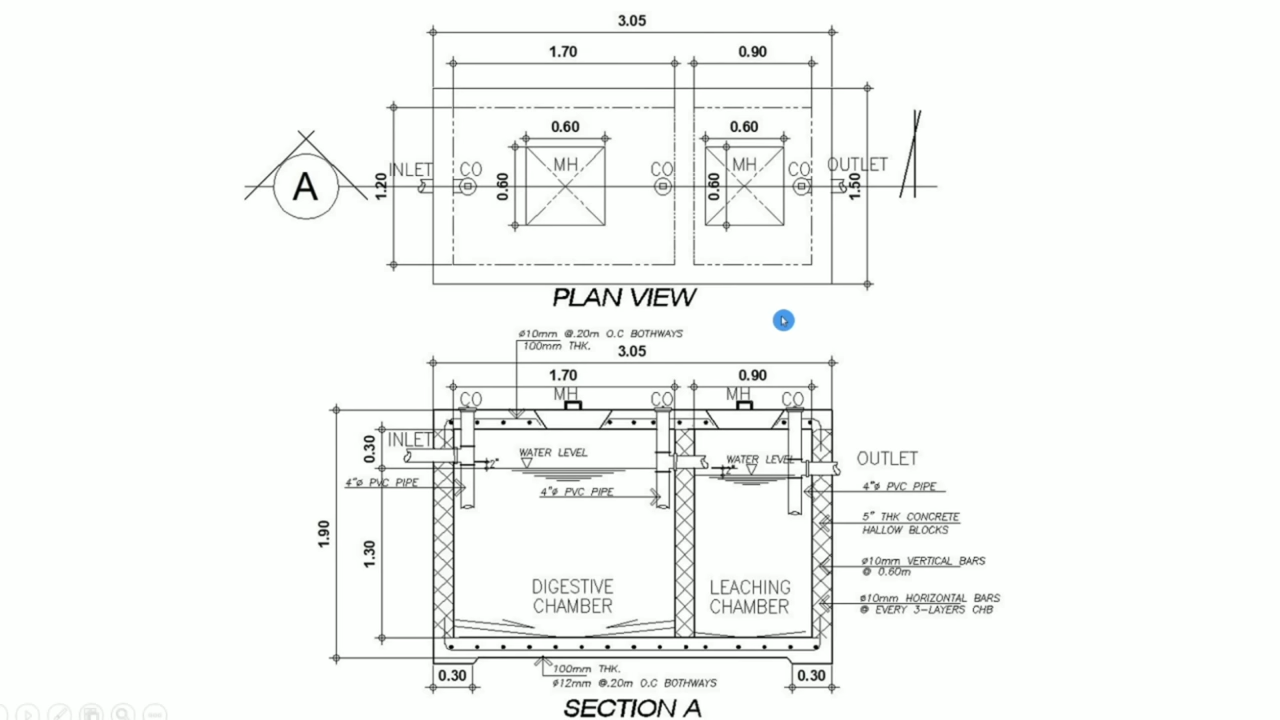 3.05
1.70
0.90
0.60
0.60
INLET
CO
MH
CO
MH
CO
OUTLET
A
1.20
0.60
0.60
1.50
PLAN VIEW
ø10mm @.20m O.C BOTHWAYS
100mm THK.
3.05
1.70
0.90
CO
MH
CO
MH
CO
INLET
0.30
WATER LEVEL
2"
WATER LEVEL
2"
OUTLET
4"ø PVC PIPE
4"ø PVC PIPE
4"ø PVC PIPE
5" THK CONCRETE
HALLOW BLOCKS
1.90
1.30
ø10mm VERTICAL BARS
@ 0.60m
DIGESTIVE
CHAMBER
LEACHING
CHAMBER
ø10mm HORIZONTAL BARS
@ EVERY 3-LAYERS CHB
0.30
100mm THK.
ø12mm @.20m O.C BOTHWAYS
0.30
SECTION A